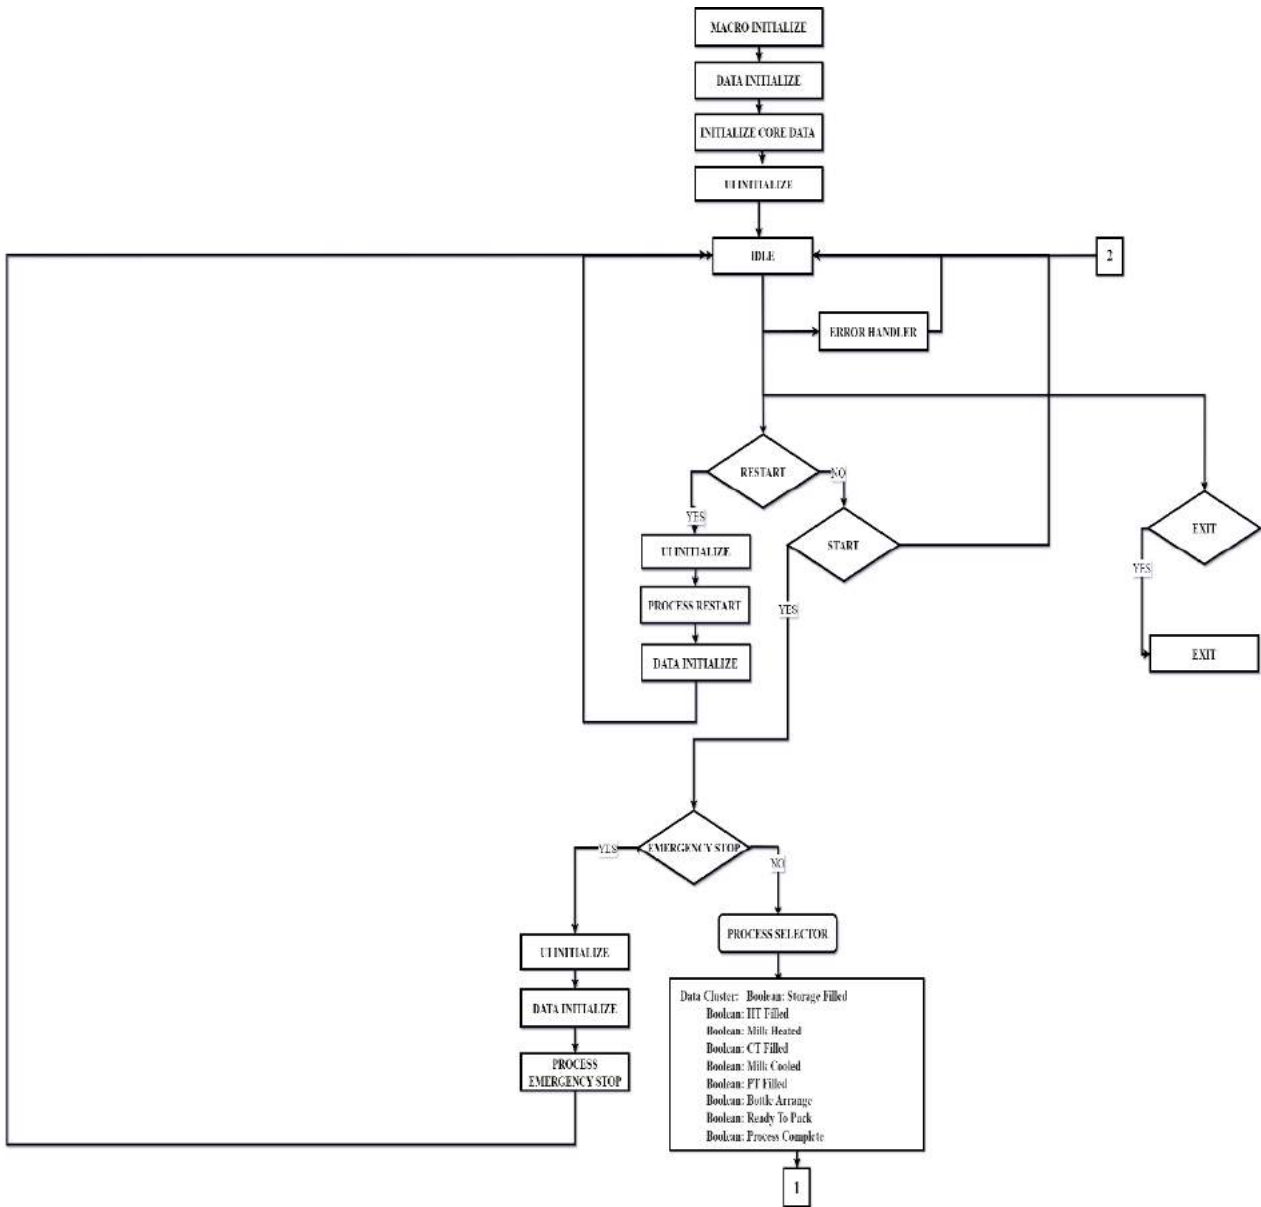 MACRO INITIALIZE
DATA INITIALIZE
INITIALIZE CORE DATA
UI INITIALIZE
IDLE
2
ERROR HANDLER
RESTART
NO
YES
START
EXIT
UI INITIALIZE
YES
PROCESS RESTART
YES
DATA INITIALIZE
EXIT
EMERGENCY STOP
YES
NO
PROCESS SELECTOR
UI INITIALIZE
DATA INITIALIZE
PROCESS
EMERGENCY STOP
Data Cluster: Boolean: Storage Filled
Boolean: HT Filled
Boolean: Milk Heated
Boolean: CT Filled
Boolean: Milk Cooled
Boolean: PT Filled
Boolean: Bottle Arrange
Boolean: Ready To Pack
Boolean: Process Complete
1